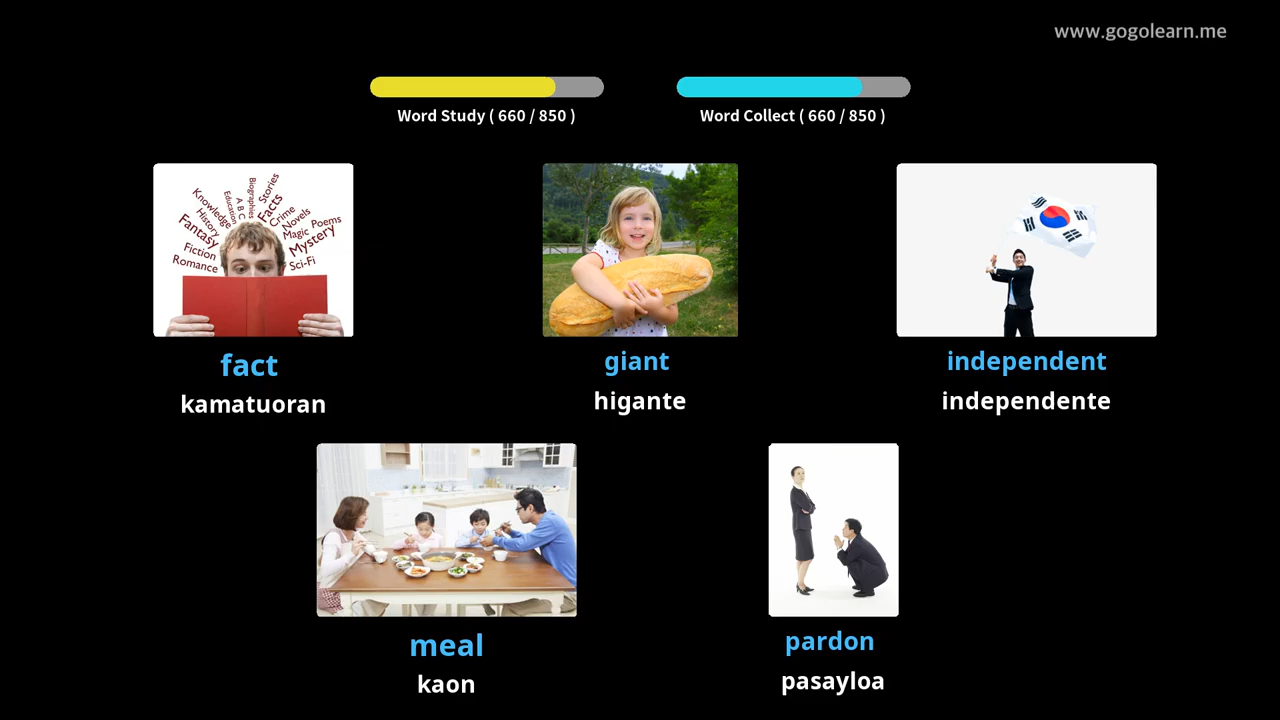 www.gogolearn.me
Word Study ( 660 / 850 )
Word Collect ( 660 / 850 )
Knowledge
History
Fantasy
Fiction
Romance
Education
A B C
Biographies
Stories
Facts
Crime
Novels
Magic
Poems
Mystery
Sci-Fi
fact
kamatuoran
giant
higante
independent
independente
meal
kaon
pardon
pasayloa